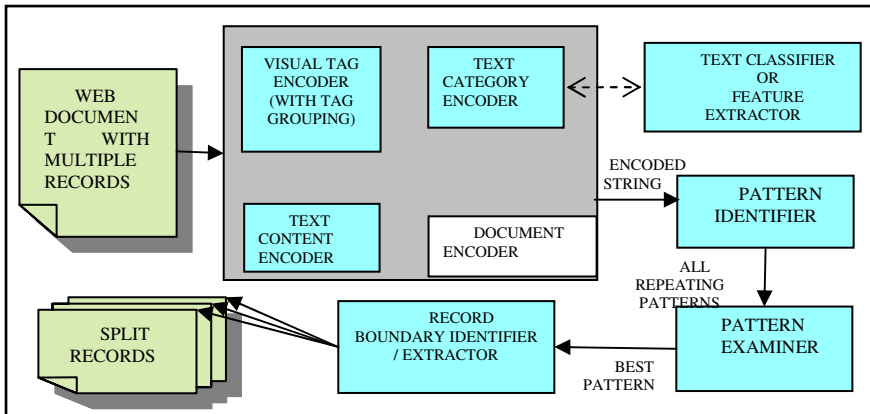 WEB
DOCUMEN
T WITH
MULTIPLE
RECORDS
VISUAL TAG
ENCODER
(WITH TAG
GROUPING)
TEXT
CATEGORY
ENCODER
TEXT CLASSIFIER
OR
FEATURE
EXTRACTOR
TEXT
CONTENT
ENCODER
DOCUMENT
ENCODER
ENCODED
STRING
PATTERN
IDENTIFIER
ALL
REPEATING
PATTERNS
PATTERN
EXAMINER
BEST
PATTERN
RECORD
BOUNDARY IDENTIFIER
/ EXTRACTOR
SPLIT
RECORDS